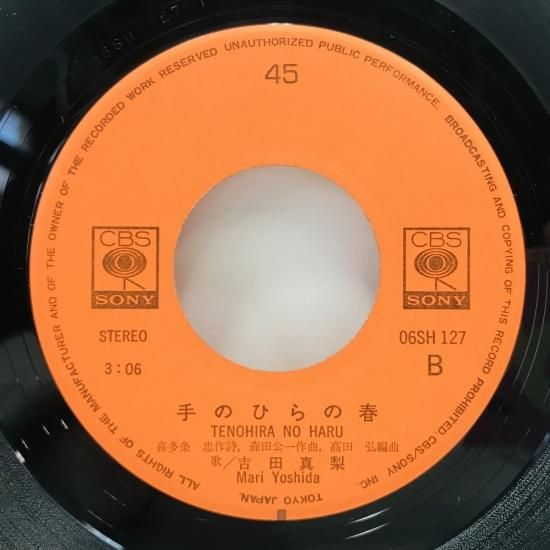 ALL RIGHTS OF THE MANUFACTURER AND OF THE OWNER OF THE RECORDED WORK RESERVED UNAUTHORIZED PUBLIC PERFORMANCE, BROADCASTING AND COPYING OF THIS RECORD PROHIBITED CBS/SONY INC.
TOKYO JAPAN.
45
CBS
SONY
CBS
SONY
STEREO
06SH 127
3:06
B
手のひらの春
TENOHIRA NO HARU
喜多条 忠作詩, 森田公一作曲, 高田 弘編曲
歌/吉田真梨
Mari Yoshida